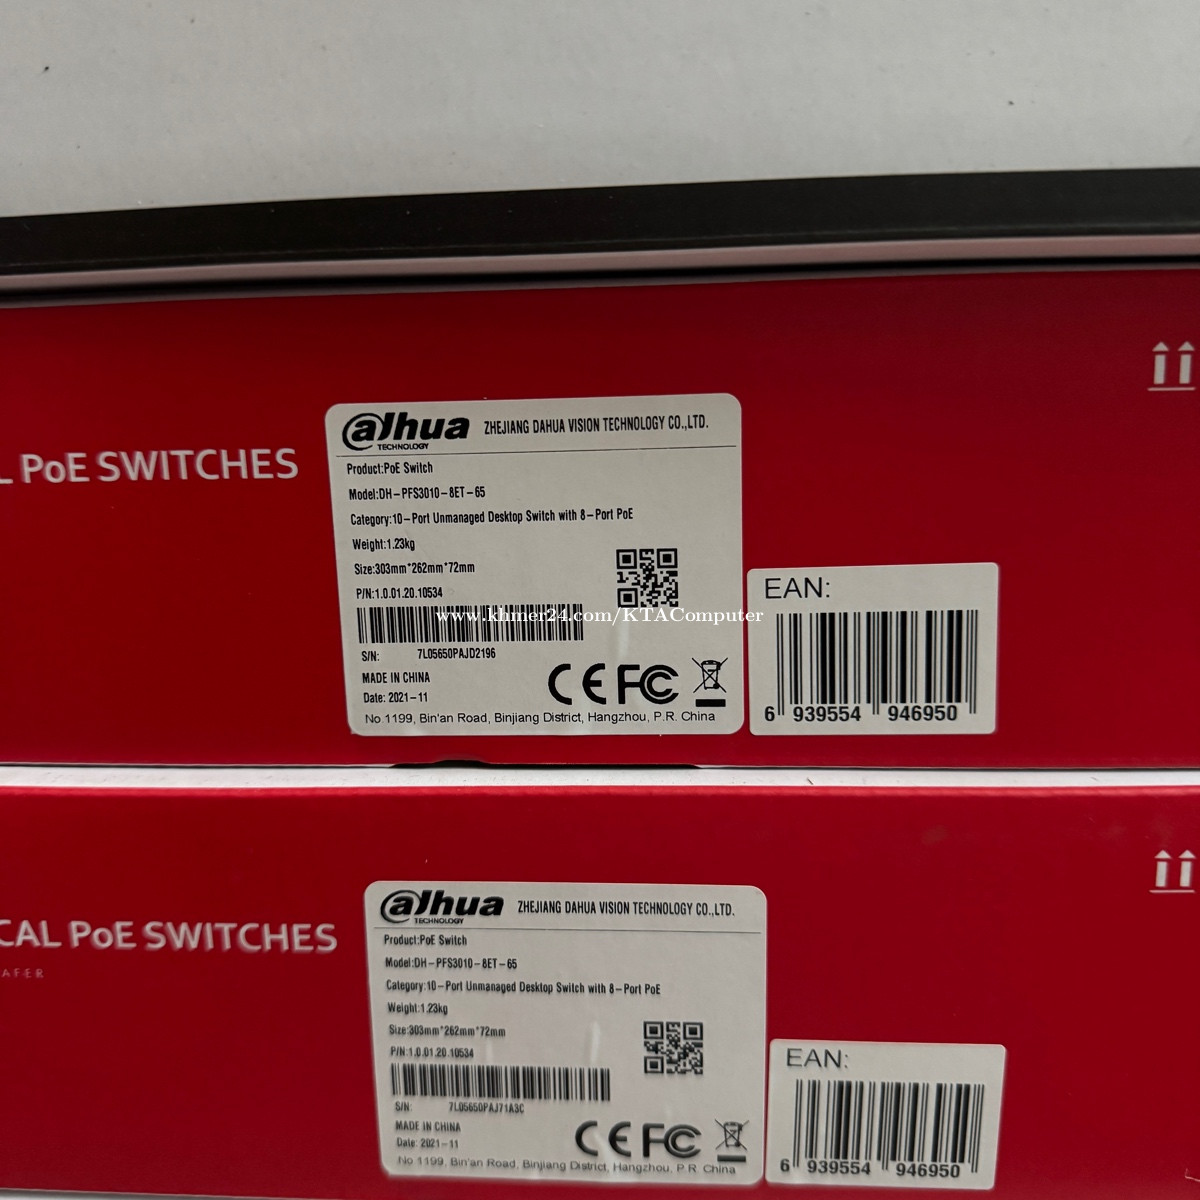 L PoE SWITCHES
alhua TECHNOLOGY ZHEJIANG DAHUA VISION TECHNOLOGY CO.,LTD.
Product:PoE Switch
Model:DH-PFS3010-8ET-65
Category:10-Port Unmanaged Desktop Switch with 8-Port PoE
Weight:1.23kg
Size:303mm*262mm*72mm
P/N:1.0.01.20.10534
www.khmer24.com/KTAComputer
S/N: 7L05650PAJD2196
MADE IN CHINA
Date: 2021-11
CE FC
No.1199, Bin'an Road, Binjiang District, Hangzhou, P.R. China
EAN:
6 939554 946950
CAL PoE SWITCHES
AFER
alhua TECHNOLOGY ZHEJIANG DAHUA VISION TECHNOLOGY CO.,LTD.
Product:PoE Switch
Model:DH-PFS3010-8ET-65
Category:10-Port Unmanaged Desktop Switch with 8-Port PoE
Weight:1.23kg
Size:303mm*262mm*72mm
P/N:1.0.01.20.10534
S/N: 7L05650PAJ71A3C
MADE IN CHINA
Date: 2021-11
CE FC
No.1199, Bin'an Road, Binjiang District, Hangzhou, P.R. China
EAN:
6 939554 946950